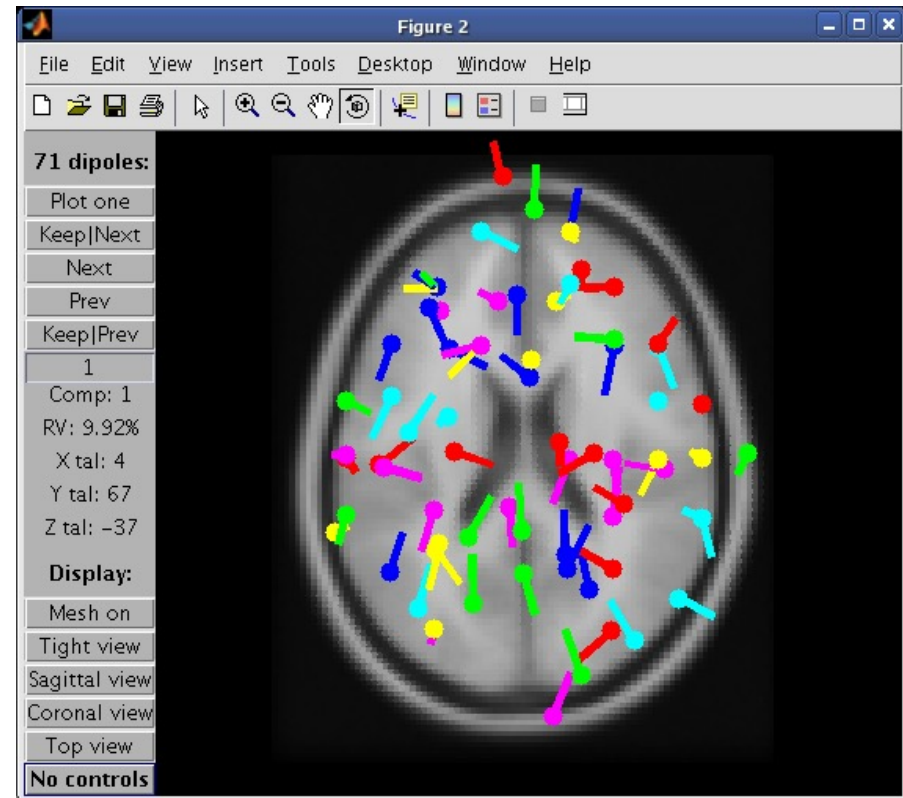 Figure 2
File Edit View Insert Tools Desktop Window Help
71 dipoles:
Plot one
Keep|Next
Next
Prev
Keep|Prev
1
Comp: 1
RV: 9.92%
X tal: 4
Y tal: 67
Z tal: −37
Display:
Mesh on
Tight view
Sagittal view
Coronal view
Top view
No controls